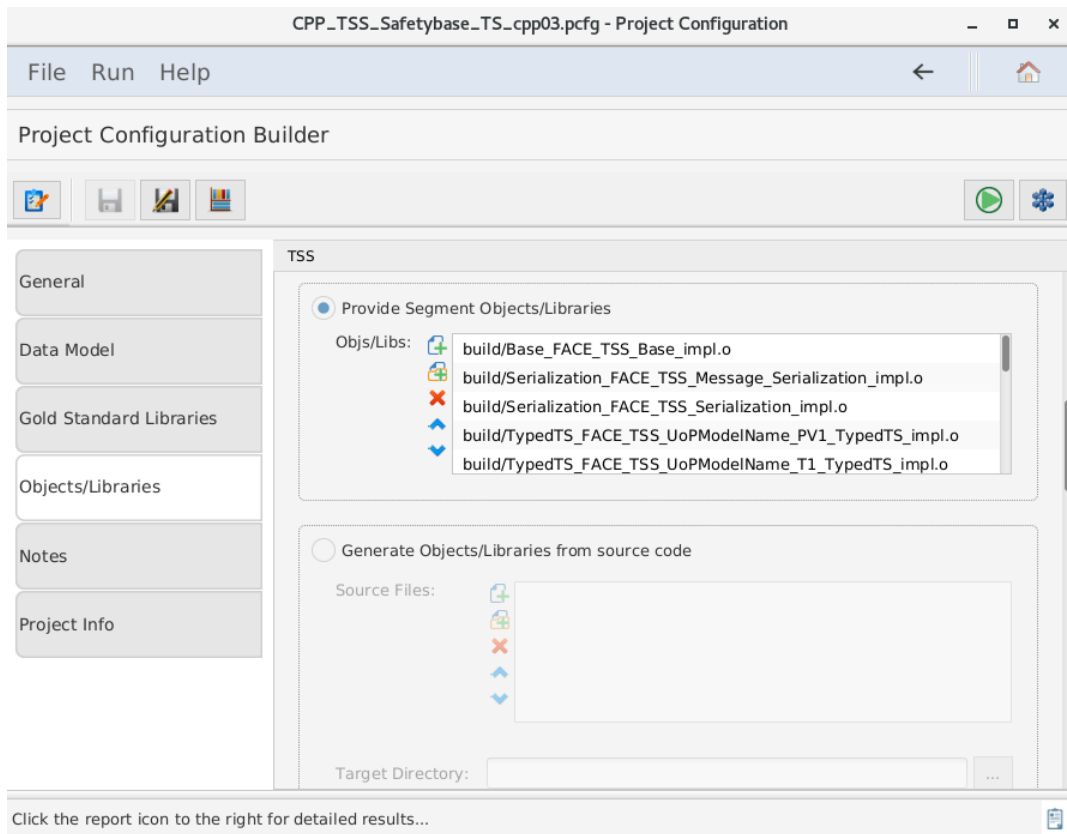 CPP_TSS_Safetybase_TS_cpp03.pcfg - Project Configuration
File Run Help
Project Configuration Builder
General
Data Model
Gold Standard Libraries
Objects/Libraries
Notes
Project Info
TSS
Provide Segment Objects/Libraries
Objs/Libs:
build/Base_FACE_TSS_Base_impl.o
build/Serialization_FACE_TSS_Message_Serialization_impl.o
build/Serialization_FACE_TSS_Serialization_impl.o
build/TypedTS_FACE_TSS_UoPModelName_PV1_TypedTS_impl.o
build/TypedTS_FACE_TSS_UoPModelName_T1_TypedTS_impl.o
Generate Objects/Libraries from source code
Source Files:
Target Directory:
...
Click the report icon to the right for detailed results...